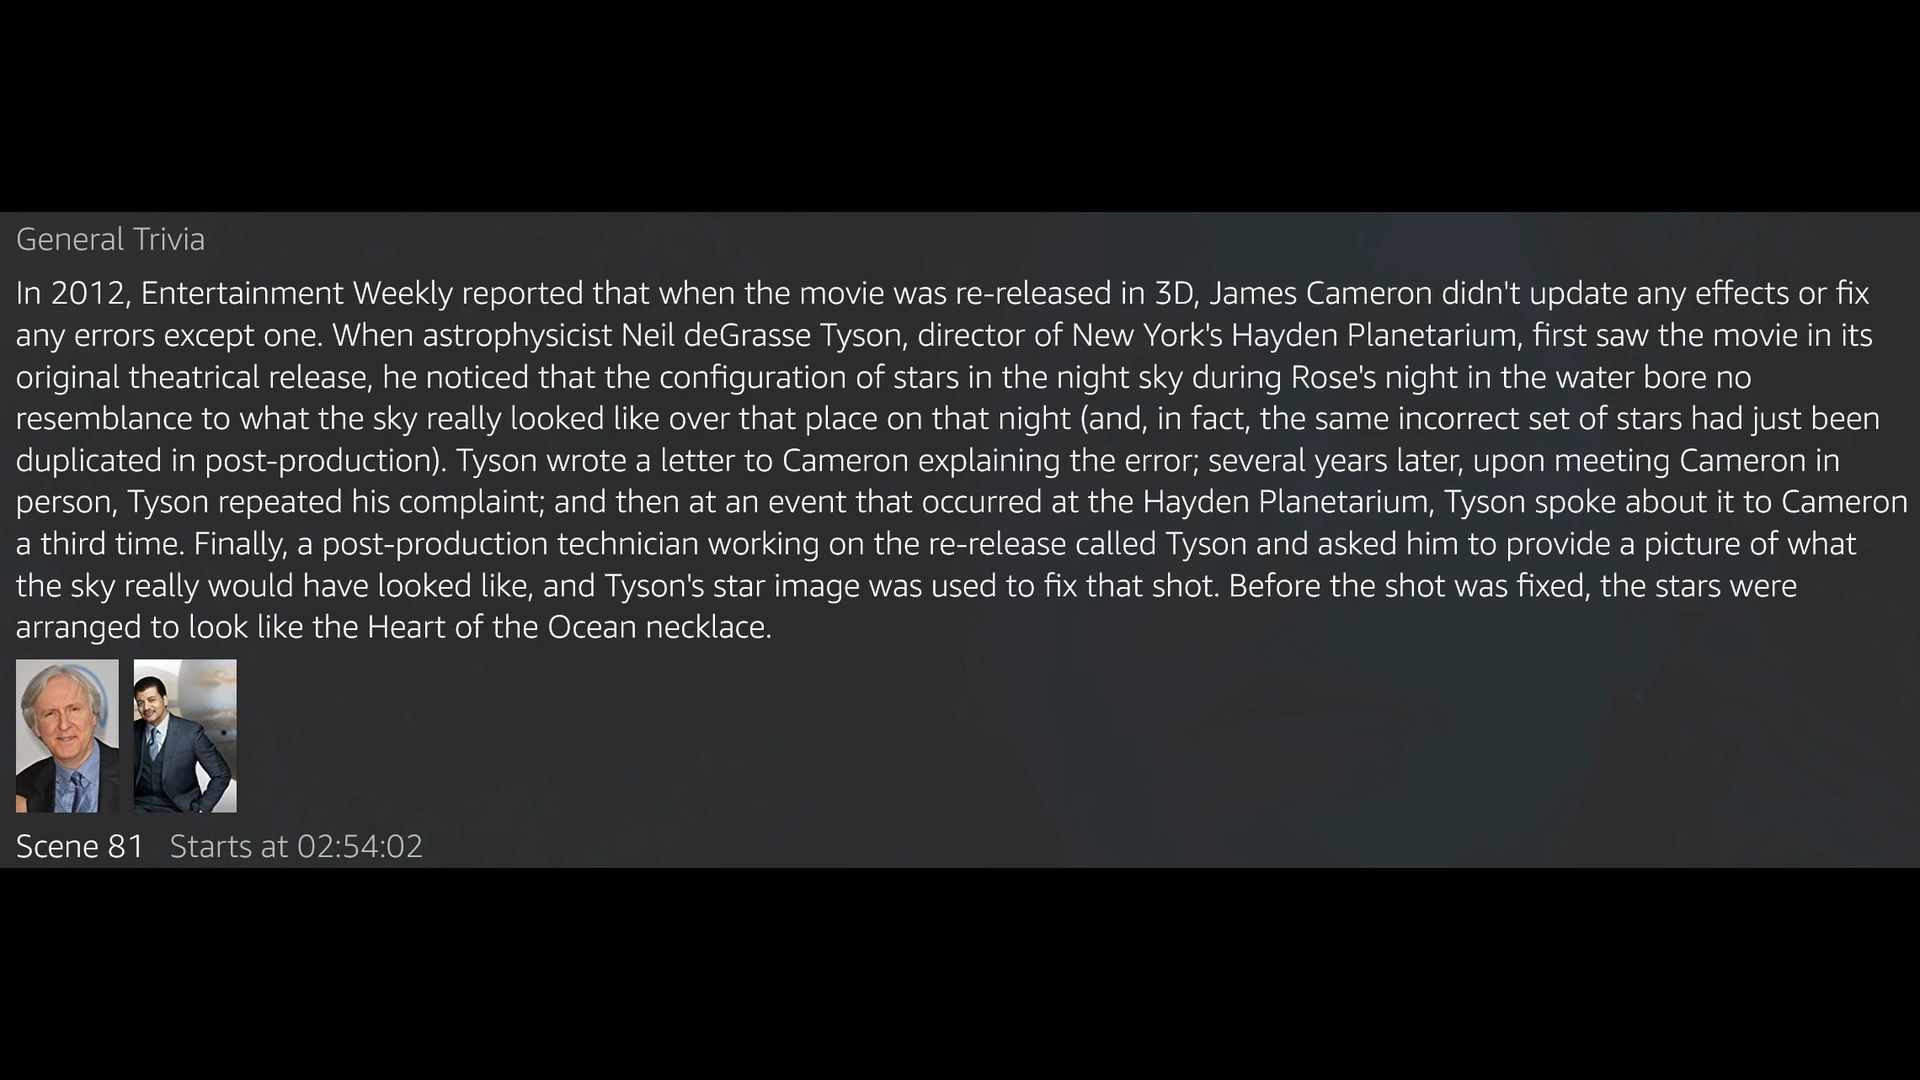 General Trivia
In 2012, Entertainment Weekly reported that when the movie was re-released in 3D, James Cameron didn't update any effects or fix
any errors except one. When astrophysicist Neil deGrasse Tyson, director of New York's Hayden Planetarium, first saw the movie in its
original theatrical release, he noticed that the configuration of stars in the night sky during Rose's night in the water bore no
resemblance to what the sky really looked like over that place on that night (and, in fact, the same incorrect set of stars had just been
duplicated in post-production). Tyson wrote a letter to Cameron explaining the error; several years later, upon meeting Cameron in
person, Tyson repeated his complaint; and then at an event that occurred at the Hayden Planetarium, Tyson spoke about it to Cameron
a third time. Finally, a post-production technician working on the re-release called Tyson and asked him to provide a picture of what
the sky really would have looked like, and Tyson's star image was used to fix that shot. Before the shot was fixed, the stars were
arranged to look like the Heart of the Ocean necklace.
Scene 81 Starts at 02:54:02